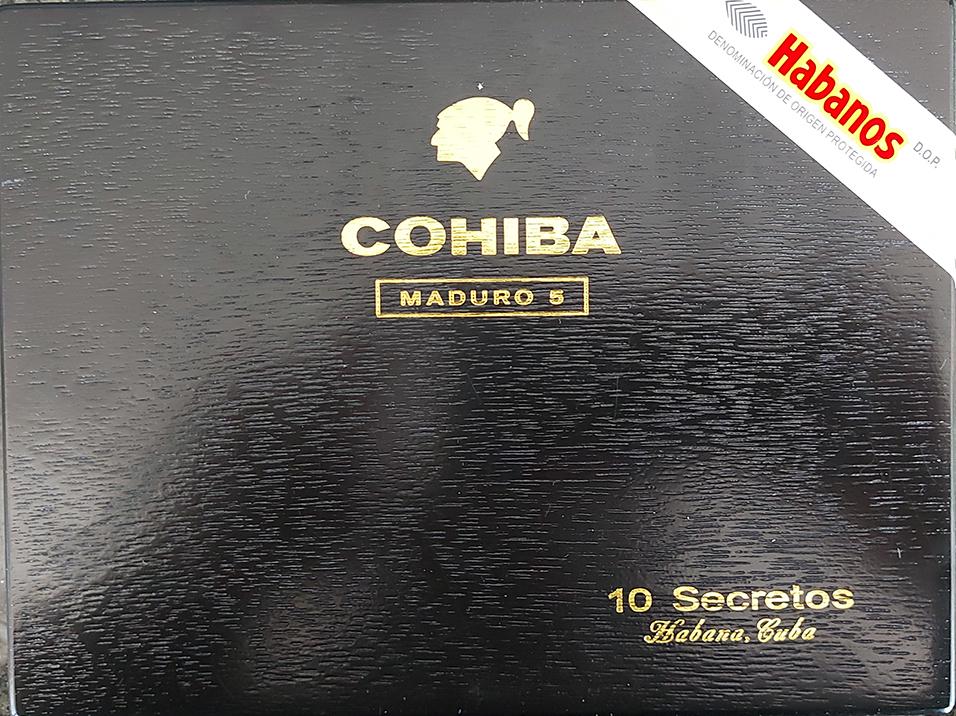 Habanos
DENOMINACIÓN DE ORIGEN PROTEGIDA
D.O.P.
COHIBA
MADURO 5
10 Secretos
Habana, Cuba